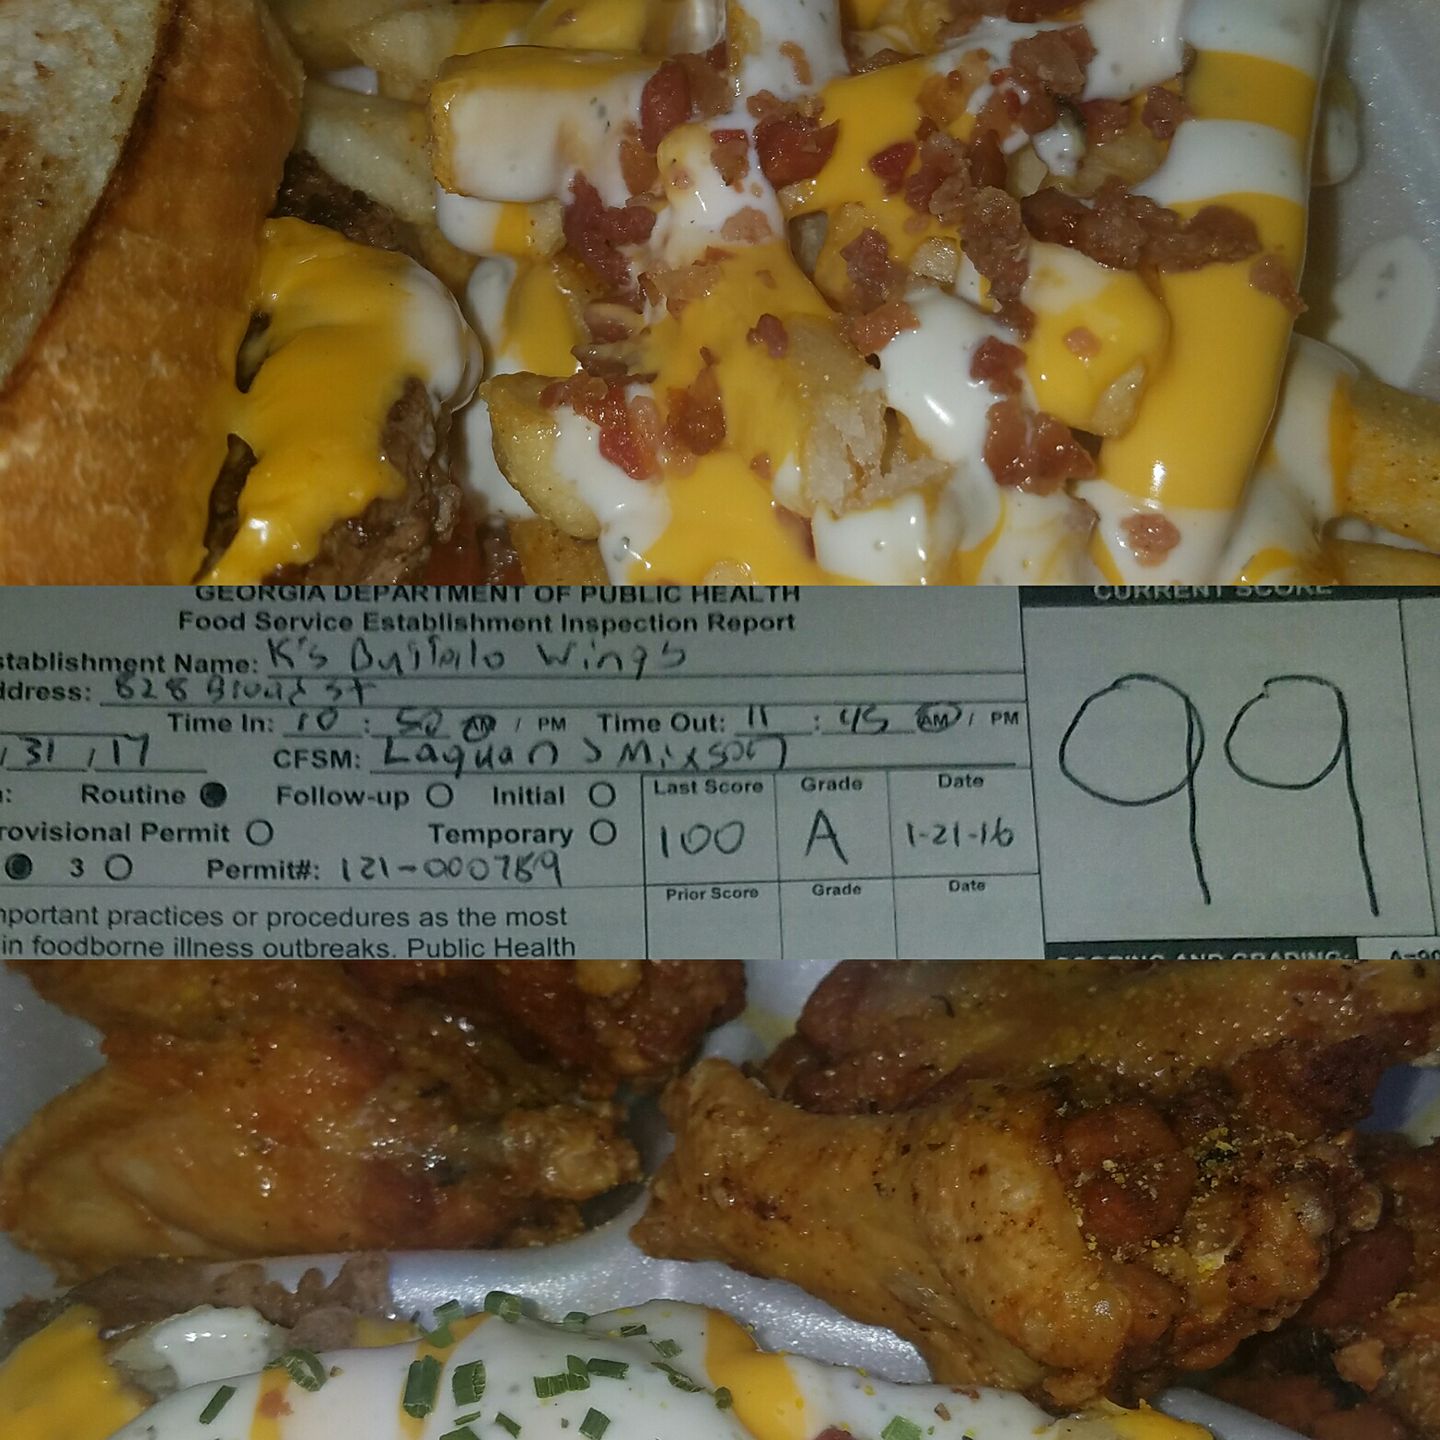 GEORGIA DEPARTMENT OF PUBLIC HEALTH
Food Service Establishment Inspection Report
CURRENT SCORE
99
stablishment Name: K's Buffalo Wings
ddress: 828 Broad st
Time In: 10 : 50 AM / PM Time Out: 11 : 45 AM / PM
/ 31 / 17 CFSM: Laquan J Mixson
Routine Follow-up Initial
rovisional Permit Temporary
3 Permit#: 121-000789
Last Score Grade Date
100 A 1-21-16
Prior Score Grade Date
mportant practices or procedures as the most
in foodborne illness outbreaks. Public Health
SCORING AND GRADING: